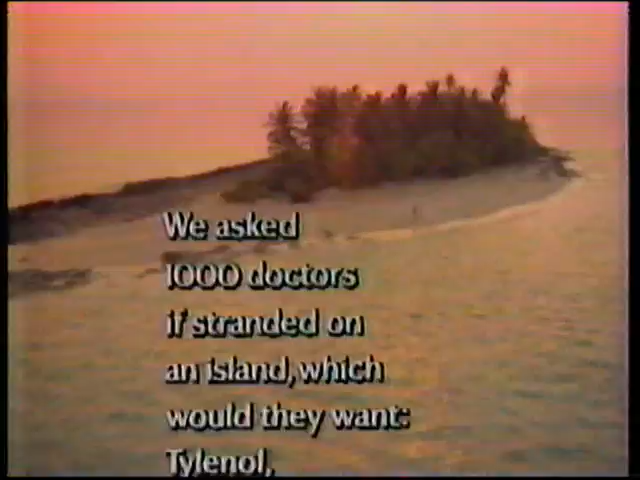 We asked
1000 doctors
if stranded on
an island, which
would they want:
Tylenol,